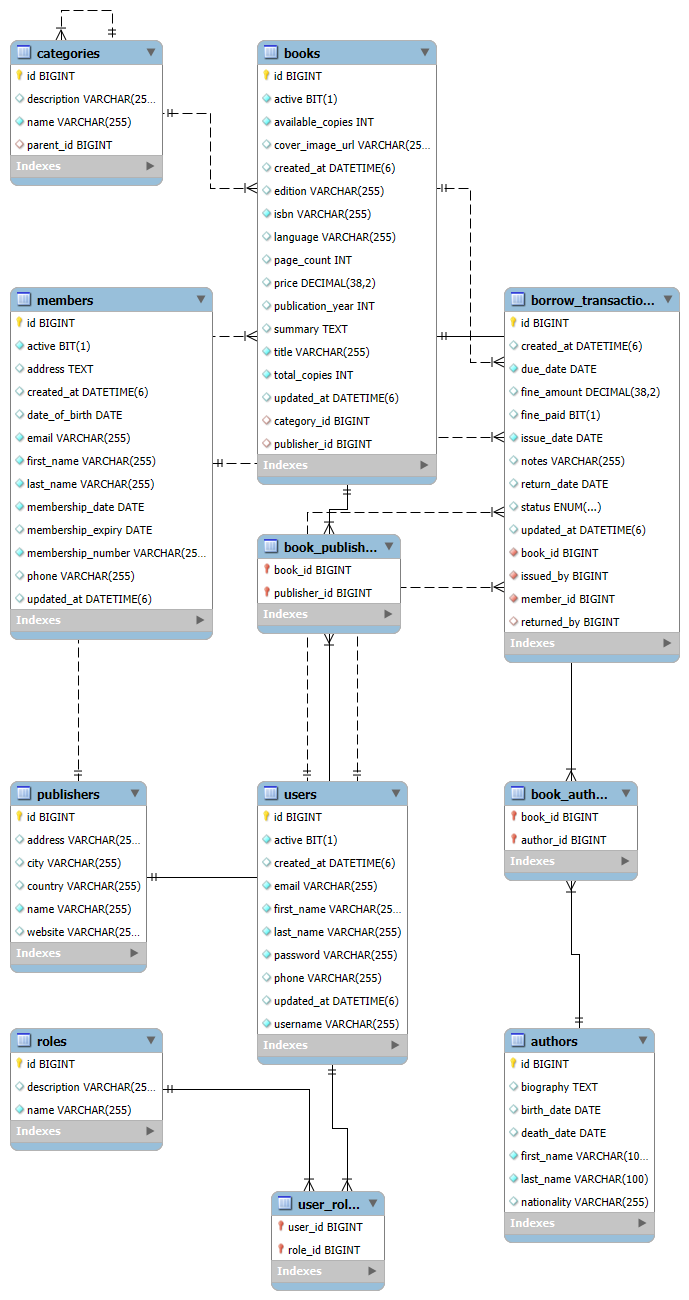 categories
id BIGINT
description VARCHAR(25...
name VARCHAR(255)
parent_id BIGINT
Indexes
books
id BIGINT
active BIT(1)
available_copies INT
cover_image_url VARCHAR(25...
created_at DATETIME(6)
edition VARCHAR(255)
isbn VARCHAR(255)
language VARCHAR(255)
page_count INT
price DECIMAL(38,2)
publication_year INT
summary TEXT
title VARCHAR(255)
total_copies INT
updated_at DATETIME(6)
category_id BIGINT
publisher_id BIGINT
Indexes
members
id BIGINT
active BIT(1)
address TEXT
created_at DATETIME(6)
date_of_birth DATE
email VARCHAR(255)
first_name VARCHAR(255)
last_name VARCHAR(255)
membership_date DATE
membership_expiry DATE
membership_number VARCHAR(25...
phone VARCHAR(255)
updated_at DATETIME(6)
Indexes
borrow_transactio...
id BIGINT
created_at DATETIME(6)
due_date DATE
fine_amount DECIMAL(38,2)
fine_paid BIT(1)
issue_date DATE
notes VARCHAR(255)
return_date DATE
status ENUM(...)
updated_at DATETIME(6)
book_id BIGINT
issued_by BIGINT
member_id BIGINT
returned_by BIGINT
Indexes
book_publish...
book_id BIGINT
publisher_id BIGINT
Indexes
publishers
id BIGINT
address VARCHAR(25...
city VARCHAR(255)
country VARCHAR(255)
name VARCHAR(255)
website VARCHAR(25...
Indexes
users
id BIGINT
active BIT(1)
created_at DATETIME(6)
email VARCHAR(255)
first_name VARCHAR(25...
last_name VARCHAR(255)
password VARCHAR(255)
phone VARCHAR(255)
updated_at DATETIME(6)
username VARCHAR(255)
Indexes
book_auth...
book_id BIGINT
author_id BIGINT
Indexes
roles
id BIGINT
description VARCHAR(25...
name VARCHAR(255)
Indexes
authors
id BIGINT
biography TEXT
birth_date DATE
death_date DATE
first_name VARCHAR(10...
last_name VARCHAR(100)
nationality VARCHAR(255)
Indexes
user_rol...
user_id BIGINT
role_id BIGINT
Indexes